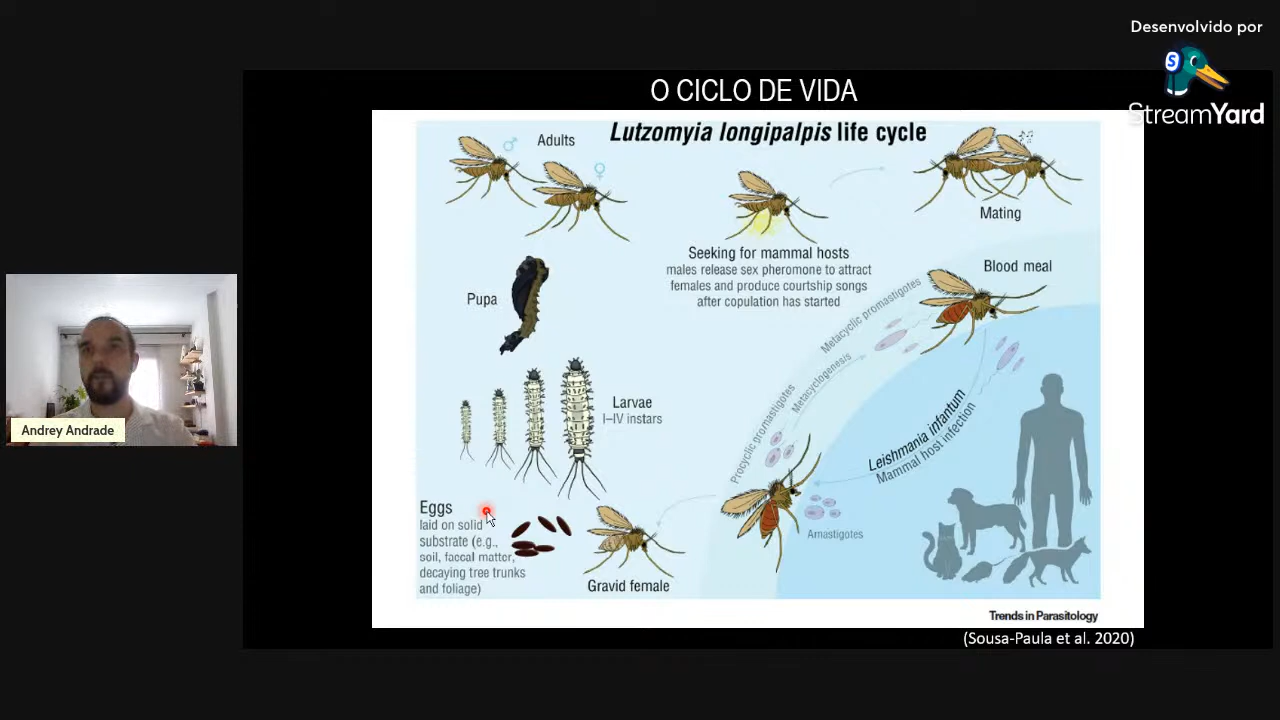 Desenvolvido por
StreamYard
O CICLO DE VIDA
Lutzomyia longipalpis life cycle
Adults
Mating
Seeking for mammal hosts
males release sex pheromone to attract
females and produce courtship songs
after copulation has started
Blood meal
Pupa
Metacyclic promastigotes
Metacyclogenesis
Procyclic promastigotes
Larvae
I–IV instars
Leishmania infantum
Mammal host infection
Andrey Andrade
Eggs
laid on solid
substrate (e.g.,
soil, faecal matter,
decaying tree trunks
and foliage)
Gravid female
Amastigotes
Trends in Parasitology
(Sousa-Paula et al. 2020)